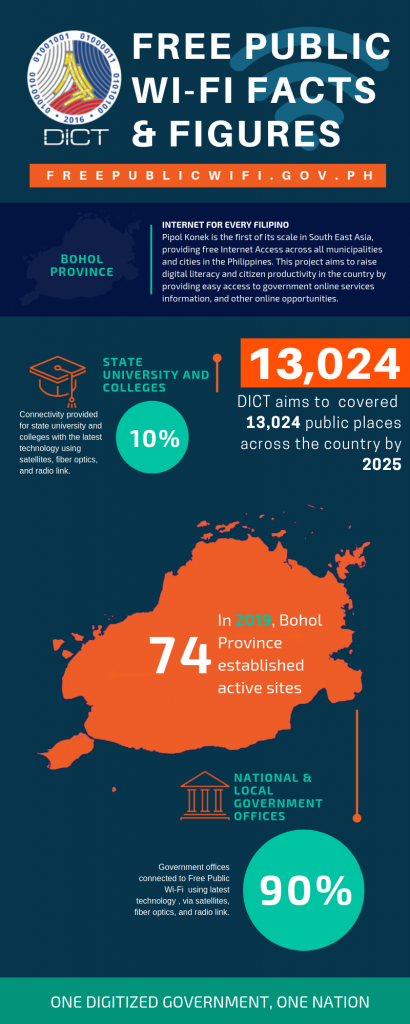 FREE PUBLIC
WI-FI FACTS
& FIGURES
01000100 01001001 01000011 01010100
2016
DICT
FREEPUBLICWIFI.GOV.PH
BOHOL
PROVINCE
INTERNET FOR EVERY FILIPINO
Pipol Konek is the first of its scale in South East Asia,
providing free Internet Access across all municipalities
and cities in the Philippines. This project aims to raise
digital literacy and citizen productivity in the country by
providing easy access to government online services
information, and other online opportunities.
STATE
UNIVERSITY AND
COLLEGES
Connectivity provided
for state university and
colleges with the latest
technology using
satellites, fiber optics,
and radio link.
10%
13,024
DICT aims to covered
13,024 public places
across the country by
2025
74
In 2019, Bohol
Province
established
active sites
NATIONAL &
LOCAL
GOVERNMENT
OFFICES
Government offices
connected to Free Public
Wi-Fi using latest
technology , via satellites,
fiber optics, and radio link.
90%
ONE DIGITIZED GOVERNMENT, ONE NATION